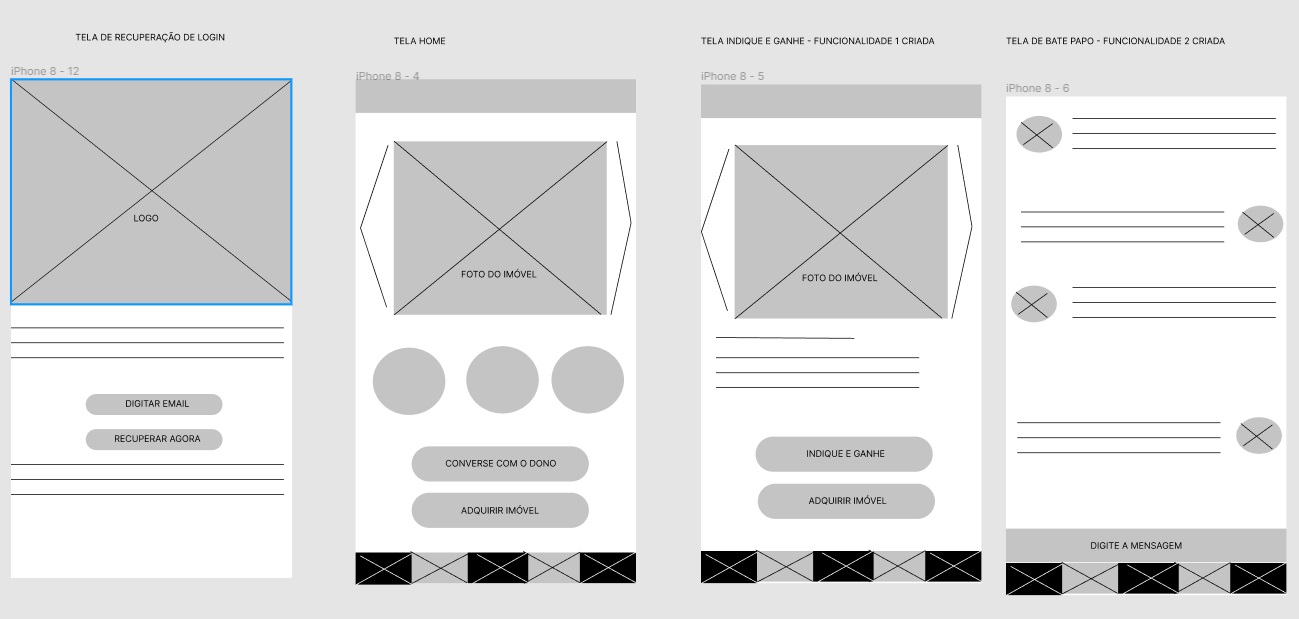 TELA DE RECUPERAÇÃO DE LOGIN
iPhone 8 - 12
LOGO
DIGITAR EMAIL
RECUPERAR AGORA
TELA HOME
iPhone 8 - 4
FOTO DO IMÓVEL
CONVERSE COM O DONO
ADQUIRIR IMÓVEL
TELA INDIQUE E GANHE - FUNCIONALIDADE 1 CRIADA
iPhone 8 - 5
FOTO DO IMÓVEL
INDIQUE E GANHE
ADQUIRIR IMÓVEL
TELA DE BATE PAPO - FUNCIONALIDADE 2 CRIADA
iPhone 8 - 6
DIGITE A MENSAGEM